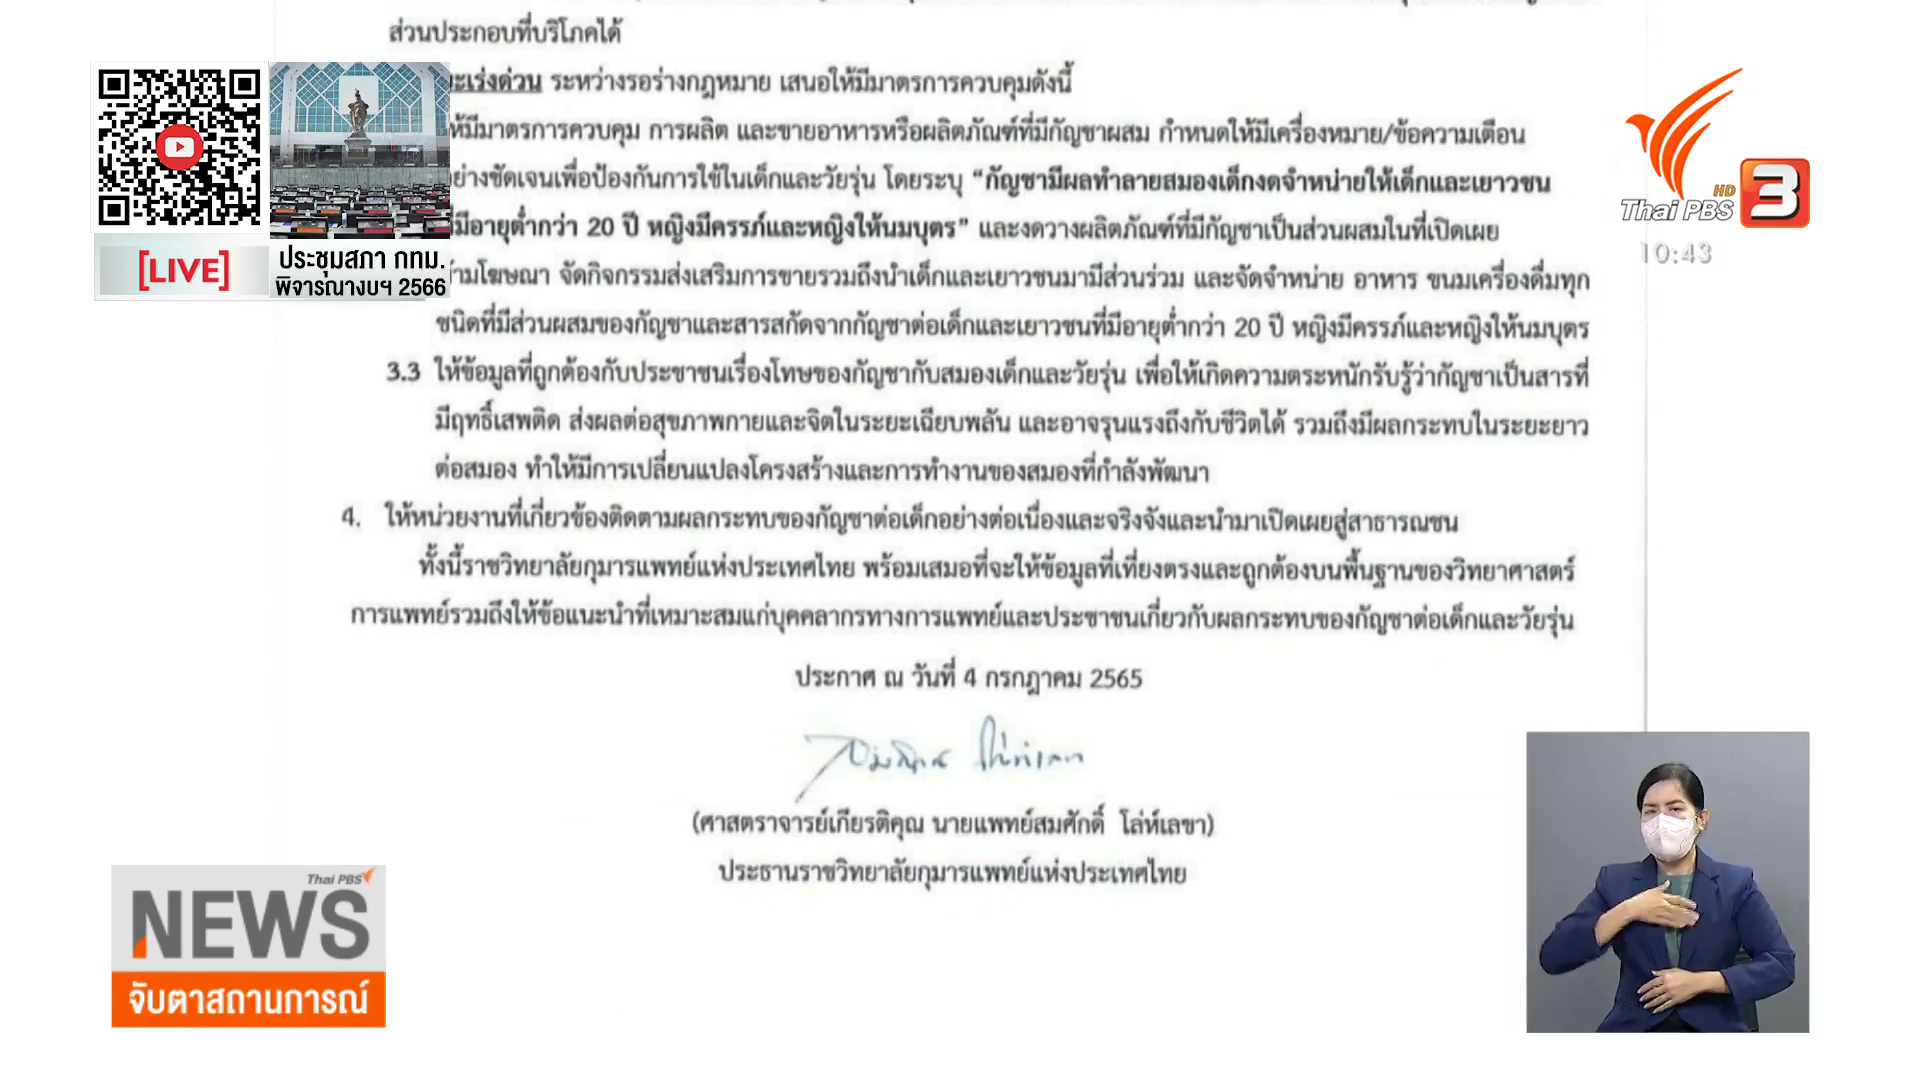 ส่วนประกอบที่บริโภคได้
ะเร่งด่วน ระหว่างรอร่างกฎหมาย เสนอให้มีมาตรการควบคุมดังนี้
ห้มีมาตรการควบคุม การผลิต และขายอาหารหรือผลิตภัณฑ์ที่มีกัญชาผสม กำหนดให้มีเครื่องหมาย/ข้อความเตือน
ย่างชัดเจนเพื่อป้องกันการใช้ในเด็กและวัยรุ่น โดยระบุ “กัญชามีผลทำลายสมองเด็กงดจำหน่ายให้เด็กและเยาวชน
มีอายุต่ำกว่า 20 ปี หญิงมีครรภ์และหญิงให้นมบุตร” และงดวางผลิตภัณฑ์ที่มีกัญชาเป็นส่วนผสมในที่เปิดเผย
ามโฆษณา จัดกิจกรรมส่งเสริมการขายรวมถึงนำเด็กและเยาวชนมามีส่วนร่วม และจัดจำหน่าย อาหาร ขนมเครื่องดื่มทุก
ชนิดที่มีส่วนผสมของกัญชาและสารสกัดจากกัญชาต่อเด็กและเยาวชนที่มีอายุต่ำกว่า 20 ปี หญิงมีครรภ์และหญิงให้นมบุตร
3.3 ให้ข้อมูลที่ถูกต้องกับประชาชนเรื่องโทษของกัญชากับสมองเด็กและวัยรุ่น เพื่อให้เกิดความตระหนักรับรู้ว่ากัญชาเป็นสารที่
มีฤทธิ์เสพติด ส่งผลต่อสุขภาพกายและจิตในระยะเฉียบพลัน และอาจรุนแรงถึงกับชีวิตได้ รวมถึงมีผลกระทบในระยะยาว
ต่อสมอง ทำให้มีการเปลี่ยนแปลงโครงสร้างและการทำงานของสมองที่กำลังพัฒนา
4. ให้หน่วยงานที่เกี่ยวข้องติดตามผลกระทบของกัญชาต่อเด็กอย่างต่อเนื่องและจริงจังและนำมาเปิดเผยสู่สาธารณชน
ทั้งนี้ราชวิทยาลัยกุมารแพทย์แห่งประเทศไทย พร้อมเสมอที่จะให้ข้อมูลที่เที่ยงตรงและถูกต้องบนพื้นฐานของวิทยาศาสตร์
การแพทย์รวมถึงให้ข้อแนะนำที่เหมาะสมแก่บุคคลากรทางการแพทย์และประชาชนเกี่ยวกับผลกระทบของกัญชาต่อเด็กและวัยรุ่น
ประกาศ ณ วันที่ 4 กรกฎาคม 2565
(ศาสตราจารย์เกียรติคุณ นายแพทย์สมศักดิ์ โล่ห์เลขา)
ประธานราชวิทยาลัยกุมารแพทย์แห่งประเทศไทย
[LIVE]
ประชุมสภา กทม.
พิจารณางบฯ 2566
HD 3
Thai PBS
10:43
Thai PBS
NEWS
จับตาสถานการณ์